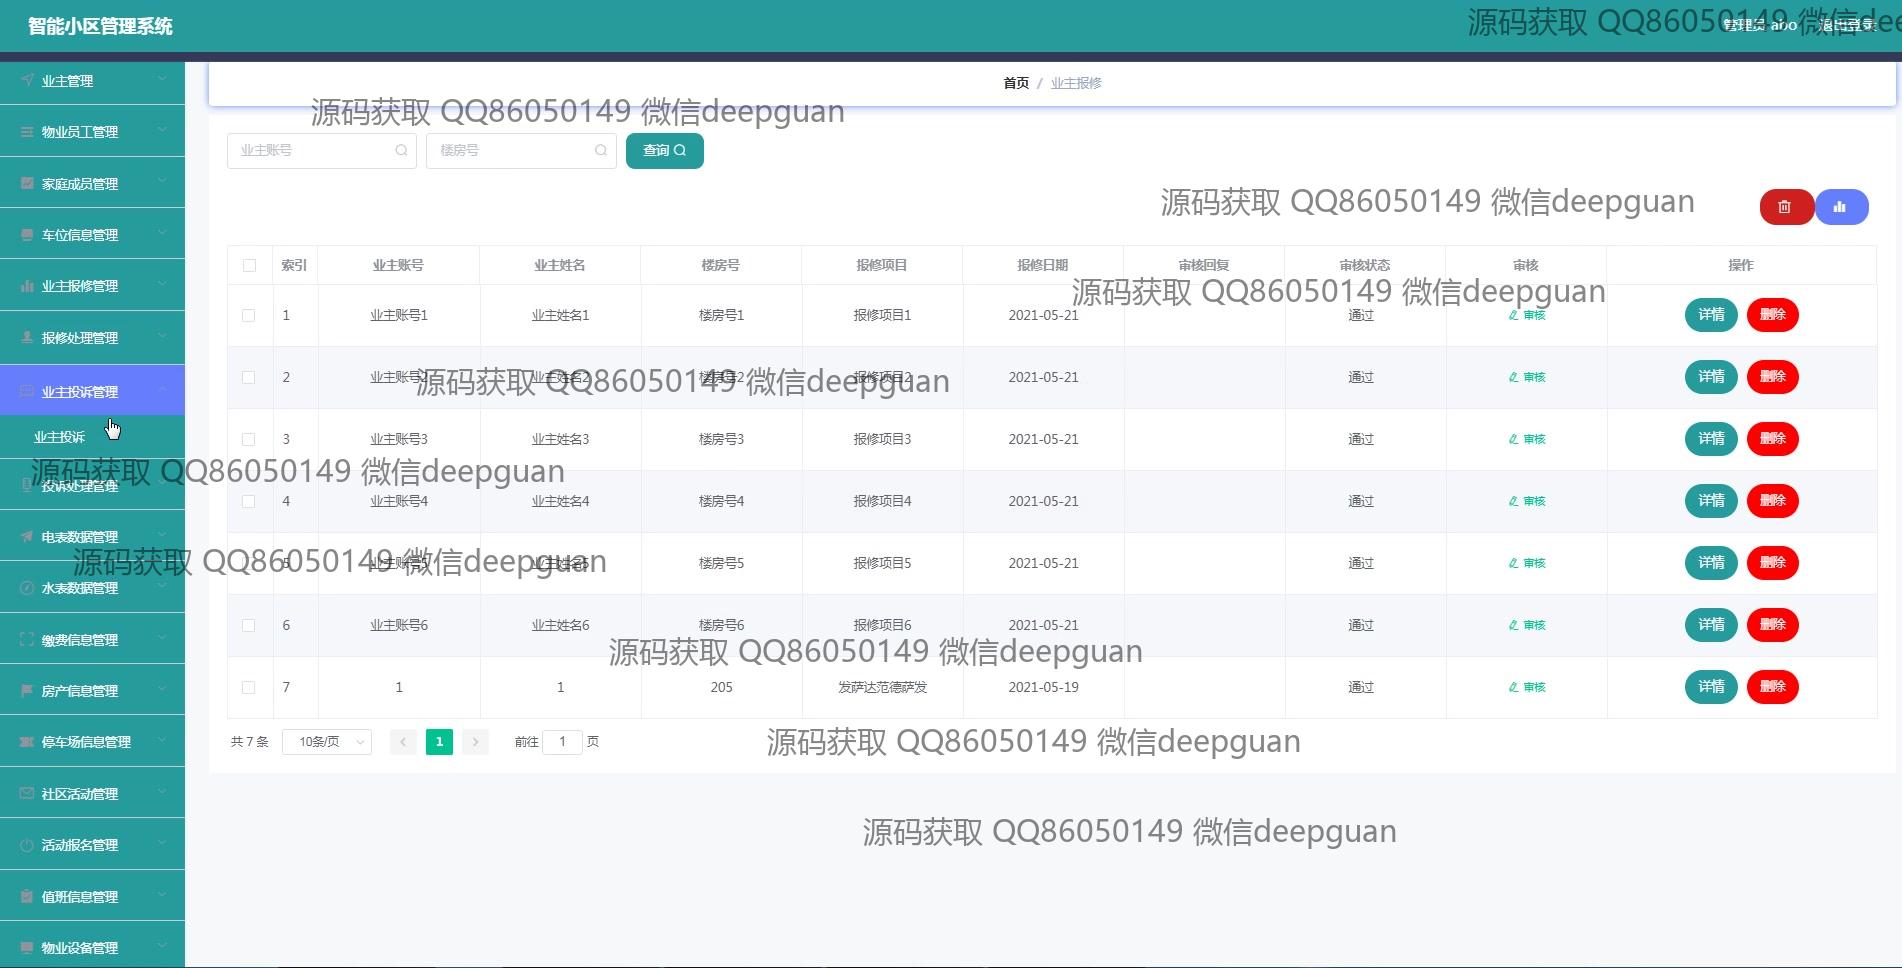 智能小区管理系统
管理员 abo 退出登录
源码获取 QQ86050149 微信dee
业主管理
物业员工管理
家庭成员管理
车位信息管理
业主报修管理
报修处理管理
业主投诉管理
业主投诉
投诉处理管理
电表数据管理
水表数据管理
缴费信息管理
房产信息管理
停车场信息管理
社区活动管理
活动报名管理
值班信息管理
物业设备管理
首页 / 业主报修
源码获取 QQ86050149 微信deepguan
业主账号 楼房号 查询
源码获取 QQ86050149 微信deepguan
索引 业主账号 业主姓名 楼房号 报修项目 报修日期 审核回复 审核状态 审核 操作
源码获取 QQ86050149 微信deepguan
1 业主账号1 业主姓名1 楼房号1 报修项目1 2021-05-21 通过 审核 详情 删除
2 业主账号2 业主姓名2 楼房号2 报修项目2 2021-05-21 通过 审核 详情 删除
源码获取 QQ86050149 微信deepguan
3 业主账号3 业主姓名3 楼房号3 报修项目3 2021-05-21 通过 审核 详情 删除
源码获取 QQ86050149 微信deepguan
4 业主账号4 业主姓名4 楼房号4 报修项目4 2021-05-21 通过 审核 详情 删除
5 业主账号5 业主姓名5 楼房号5 报修项目5 2021-05-21 通过 审核 详情 删除
源码获取 QQ86050149 微信deepguan
6 业主账号6 业主姓名6 楼房号6 报修项目6 2021-05-21 通过 审核 详情 删除
源码获取 QQ86050149 微信deepguan
7 1 1 205 发萨达范德萨发 2021-05-19 通过 审核 详情 删除
共 7 条 10条/页 1 前往 1 页
源码获取 QQ86050149 微信deepguan
源码获取 QQ86050149 微信deepguan